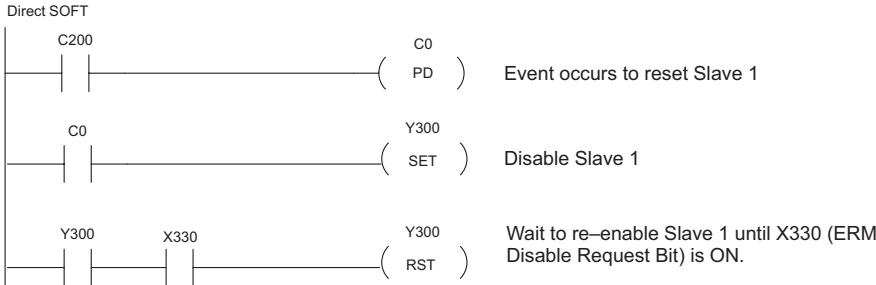 Direct SOFT
C200
C0
PD
Event occurs to reset Slave 1
C0
Y300
SET
Disable Slave 1
Y300
X330
Y300
RST
Wait to re–enable Slave 1 until X330 (ERM
Disable Request Bit) is ON.